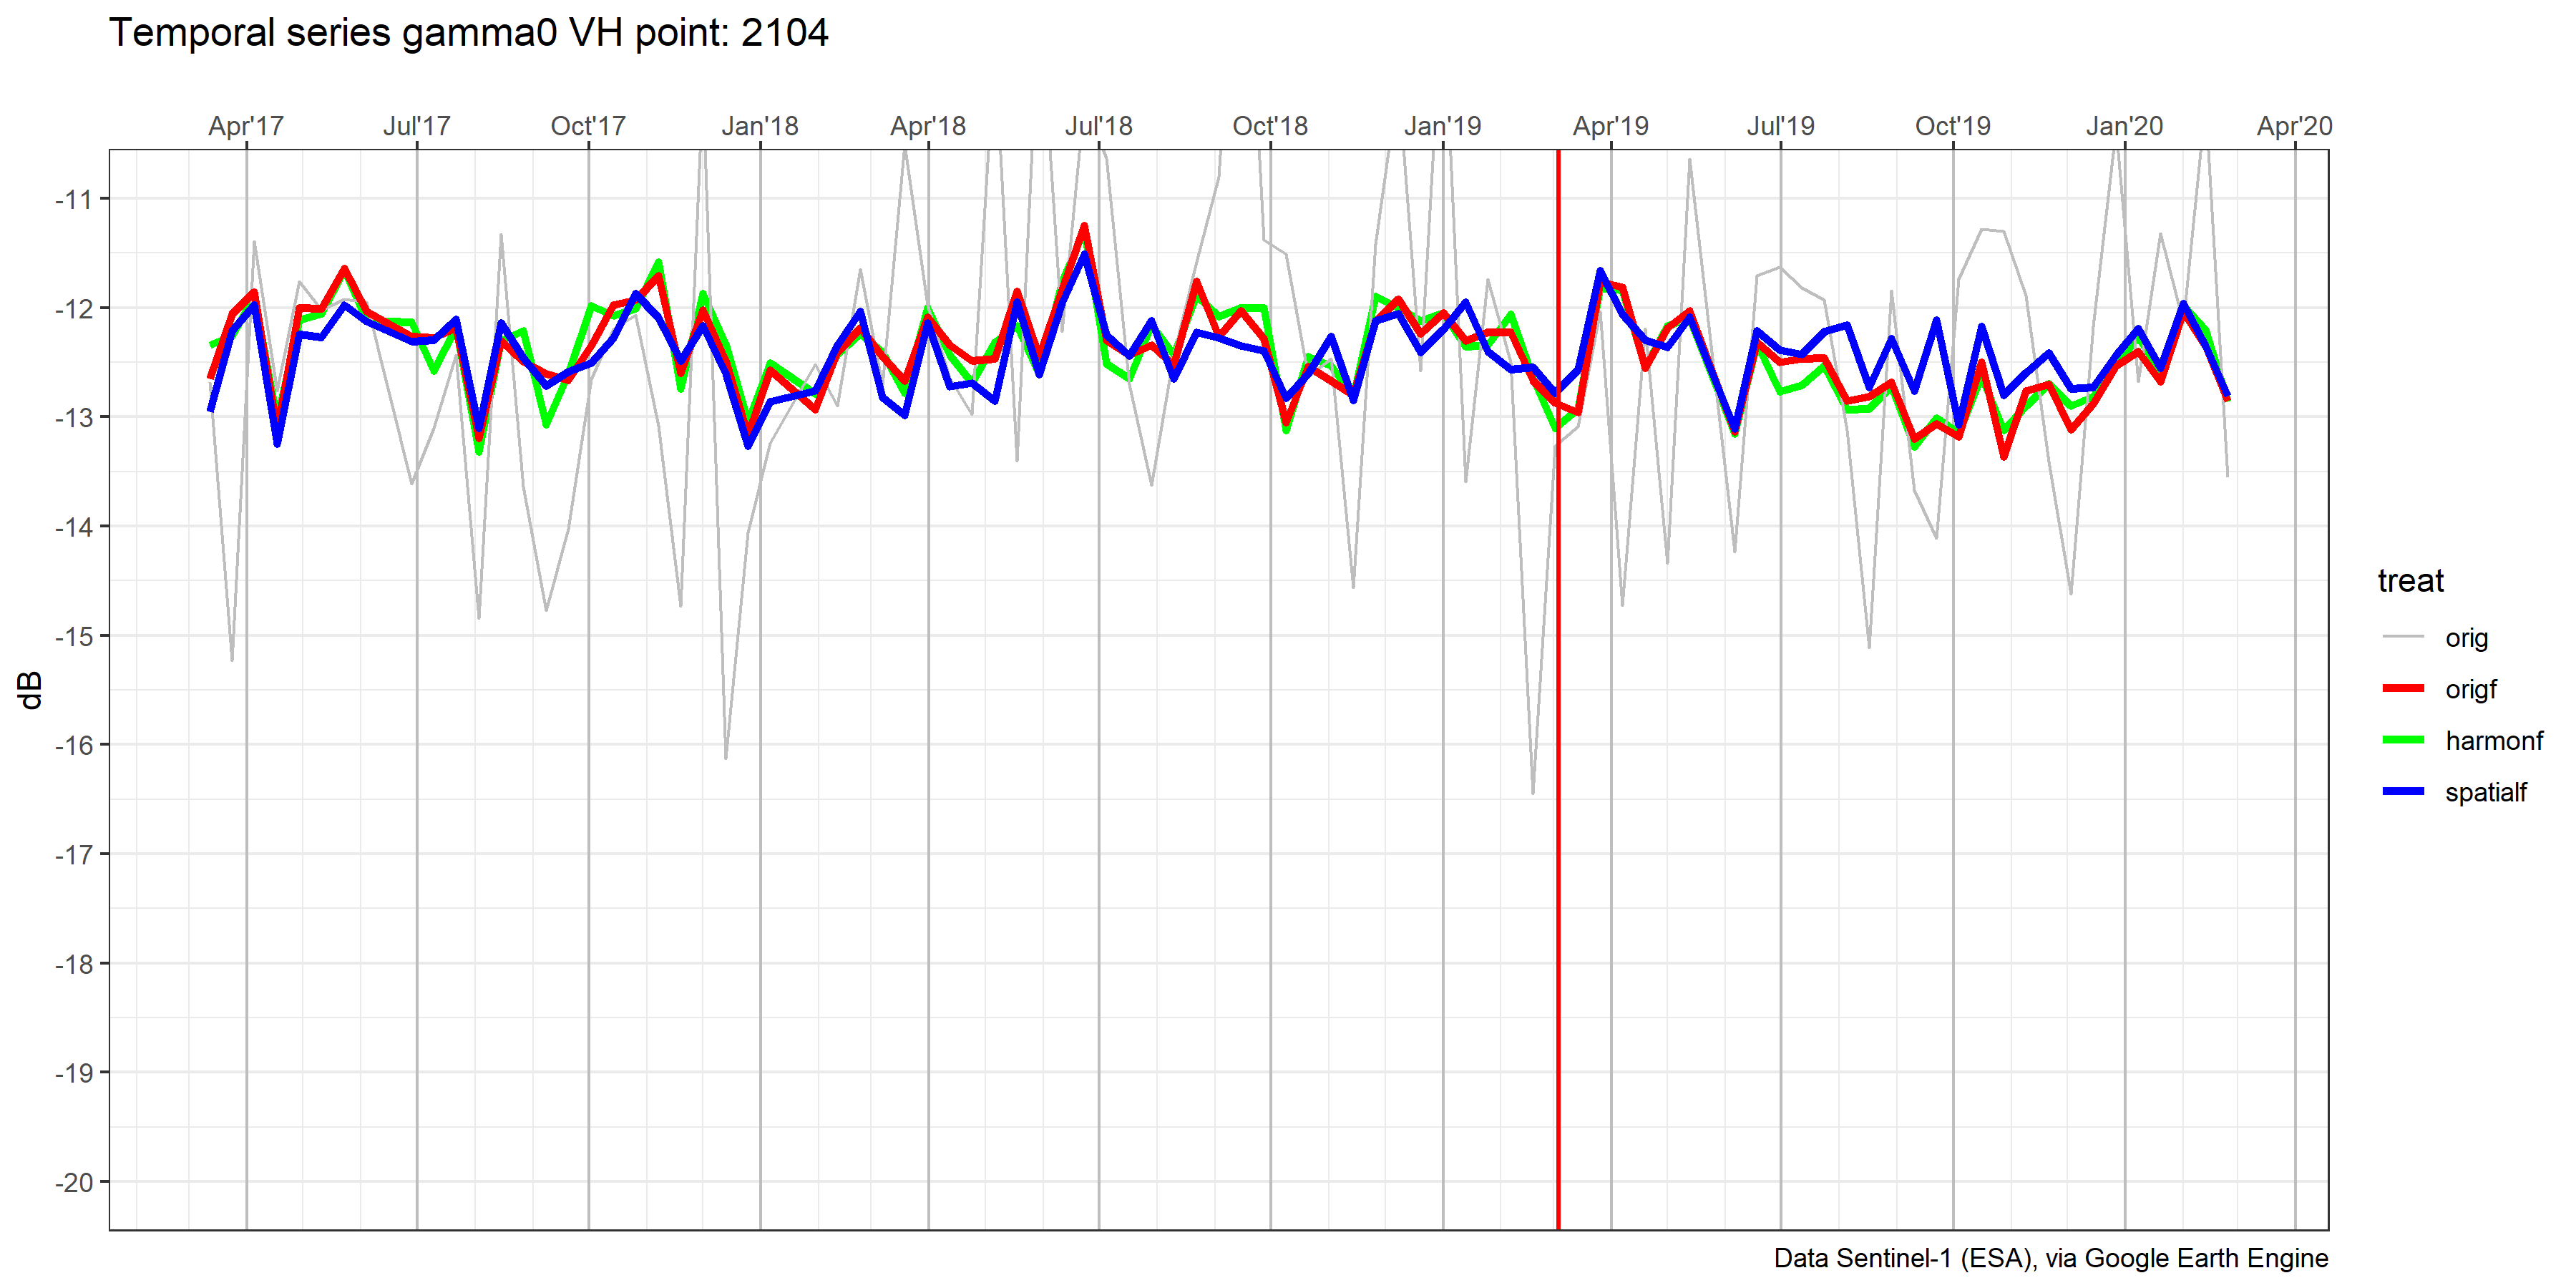 Temporal series gamma0 VH point: 2104
Apr'17 Jul'17 Oct'17 Jan'18 Apr'18 Jul'18 Oct'18 Jan'19 Apr'19 Jul'19 Oct'19 Jan'20 Apr'20
-11
-12
-13
-14
-15
-16
-17
-18
-19
-20
dB
treat
orig
origf
harmonf
spatialf
Data Sentinel-1 (ESA), via Google Earth Engine